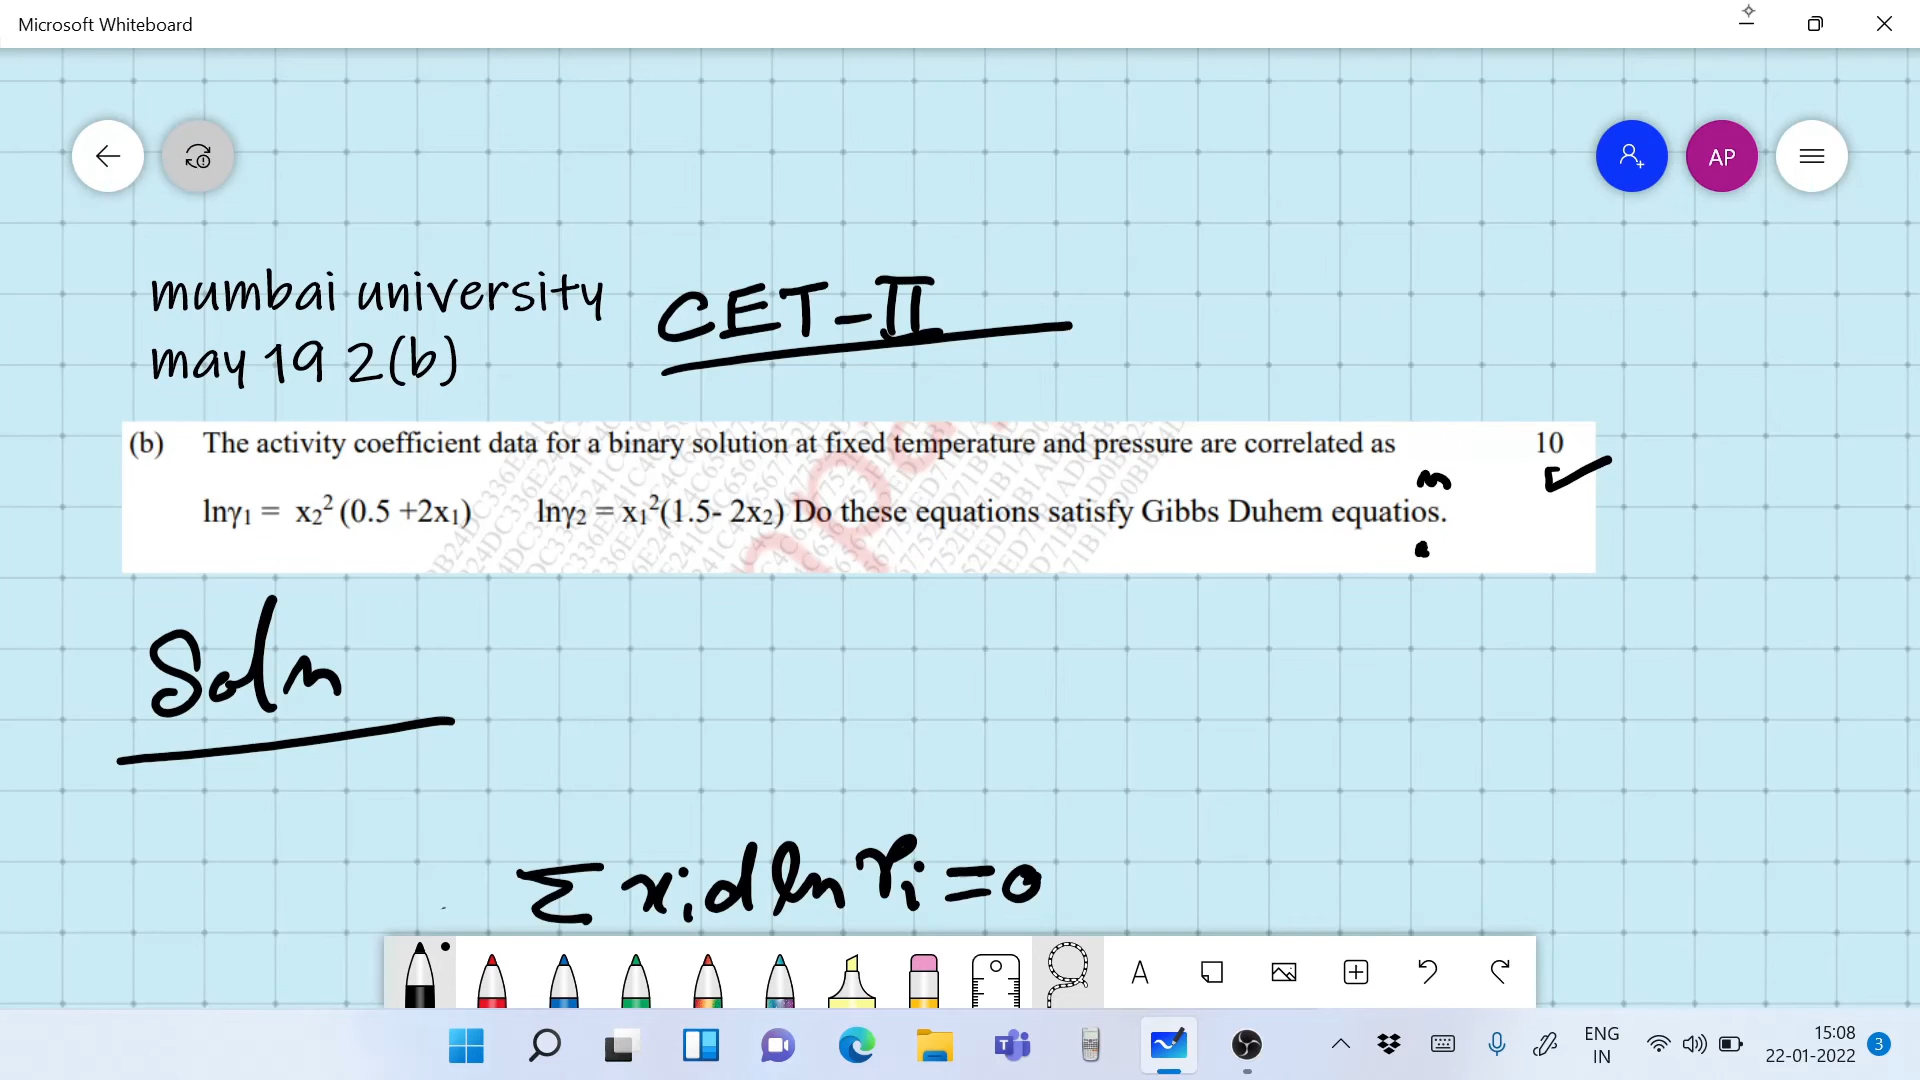 Microsoft Whiteboard
AP
mumbai university
may 19 2(b)
CET-II
(b) The activity coefficient data for a binary solution at fixed temperature and pressure are correlated as 10
lnγ₁ = x₂² (0.5 +2x₁) lnγ₂ = x₁²(1.5- 2x₂) Do these equations satisfy Gibbs Duhem equatios.
n
Soln
Σ xᵢ d ln γᵢ = 0
A
ENG
IN
15:08
22-01-2022
3